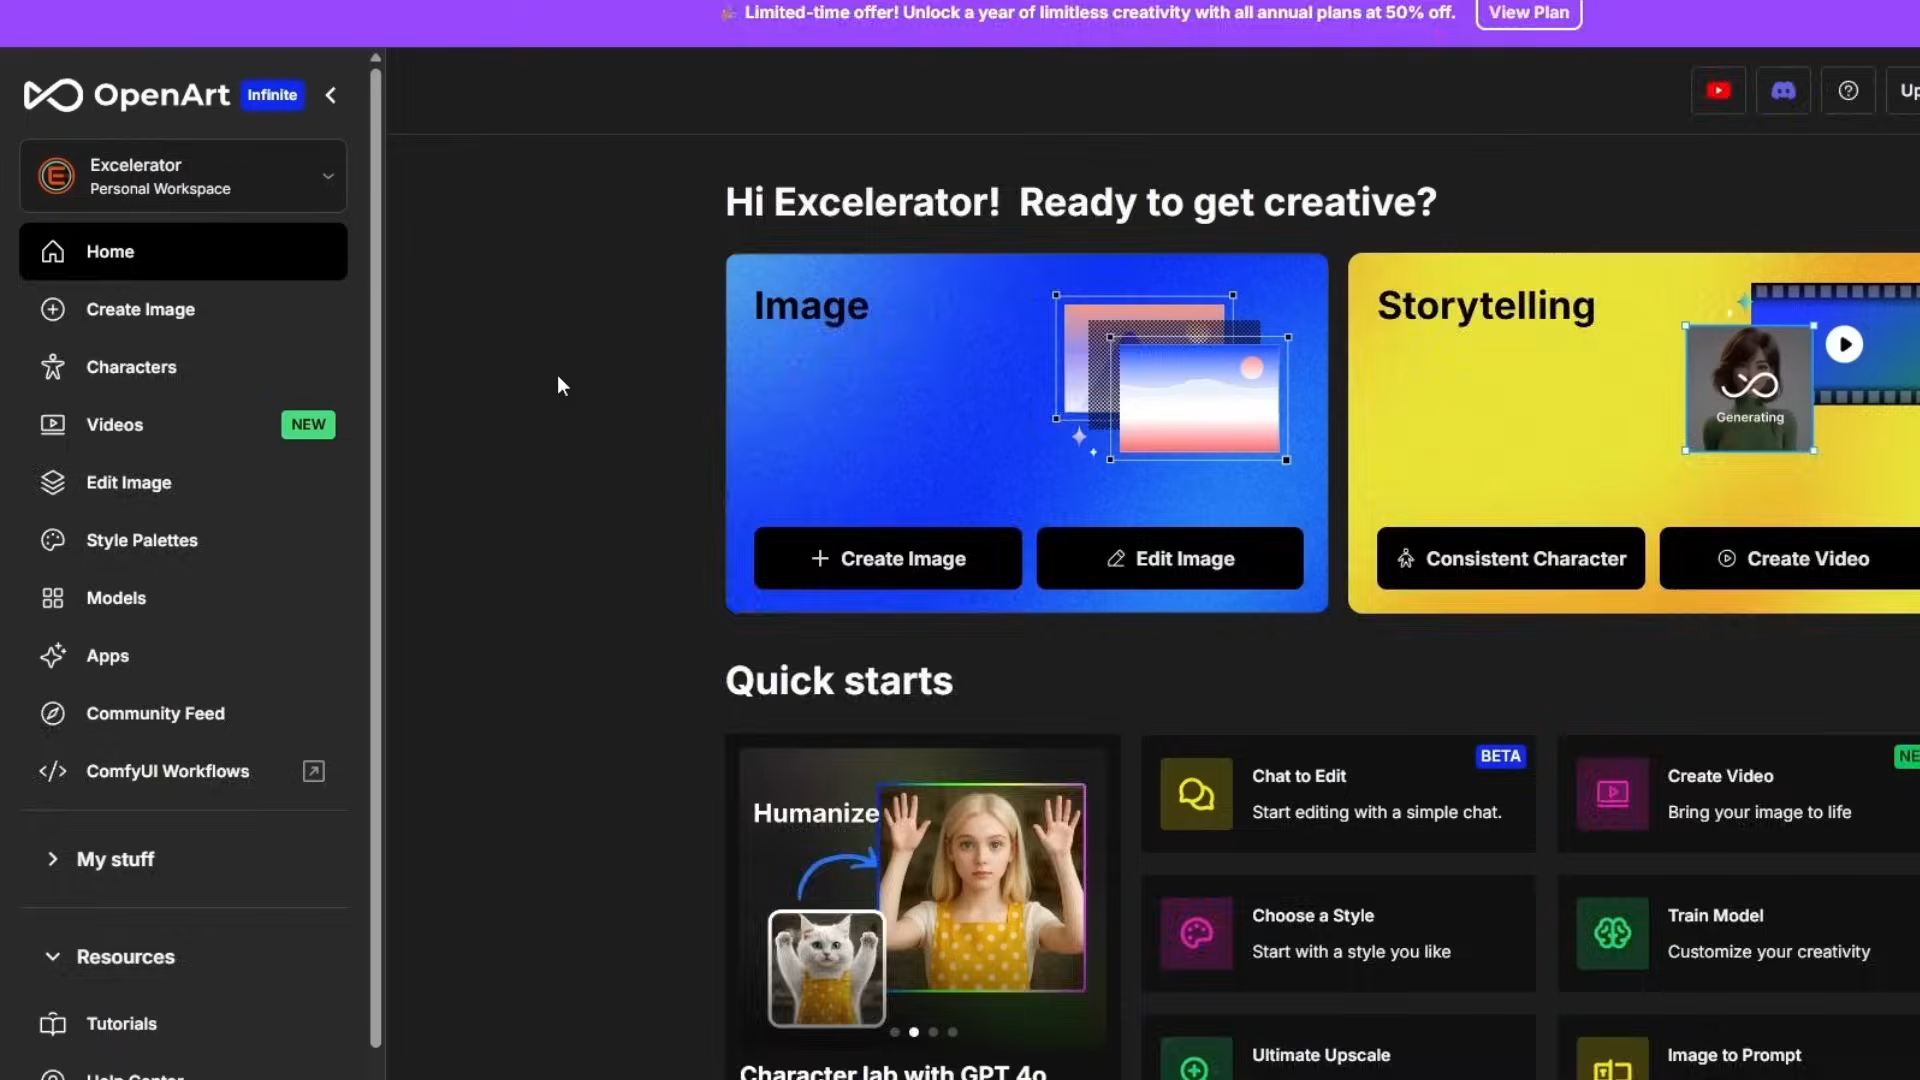 Limited-time offer! Unlock a year of limitless creativity with all annual plans at 50% off.
View Plan
OpenArt
Infinite
Excelerator
Personal Workspace
Home
Create Image
Characters
Videos
NEW
Edit Image
Style Palettes
Models
Apps
Community Feed
ComfyUI Workflows
My stuff
Resources
Tutorials
Help Center
Up
Hi Excelerator! Ready to get creative?
Image
Create Image
Edit Image
Storytelling
Generating
Consistent Character
Create Video
Quick starts
Humanize
Character lab with GPT 4o
Chat to Edit
BETA
Start editing with a simple chat.
Create Video
NE
Bring your image to life
Choose a Style
Start with a style you like
Train Model
Customize your creativity
Ultimate Upscale
Image to Prompt